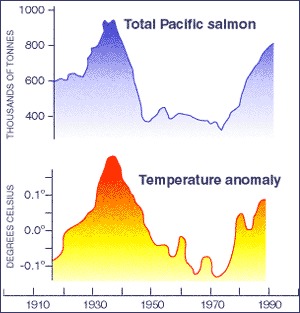 Total Pacific salmon
THOUSANDS OF TONNES
1000
800
600
400
Temperature anomaly
DEGREES CELSIUS
0.1°
0.0°
-0.1°
1910 1930 1950 1970 1990